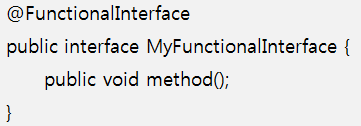 @FunctionalInterface
public interface MyFunctionalInterface {
public void method();
}